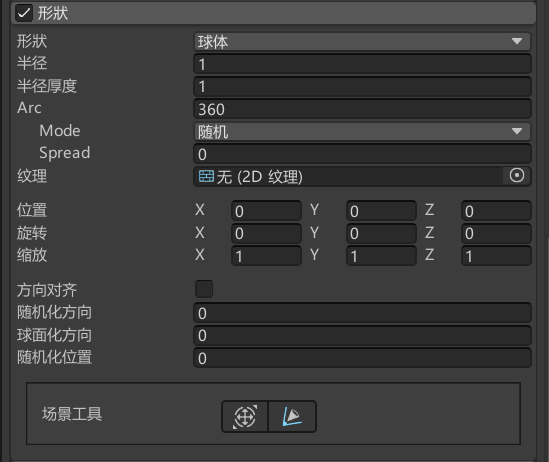 形狀
形狀 球体
半径 1
半径厚度 1
Arc 360
Mode 随机
Spread 0
纹理 无 (2D 纹理)
位置 X 0 Y 0 Z 0
旋转 X 0 Y 0 Z 0
缩放 X 1 Y 1 Z 1
方向对齐
随机化方向 0
球面化方向 0
随机化位置 0
场景工具